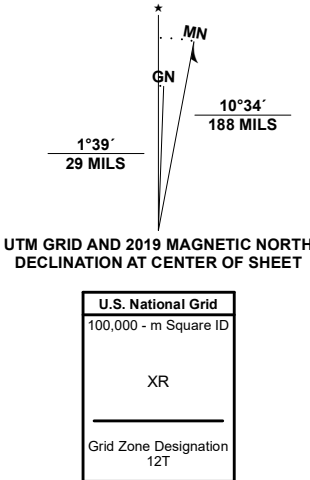 ★
MN
GN
1°39´
29 MILS
10°34´
188 MILS
UTM GRID AND 2019 MAGNETIC NORTH
DECLINATION AT CENTER OF SHEET
U.S. National Grid
100,000 - m Square ID
XR
Grid Zone Designation
12T